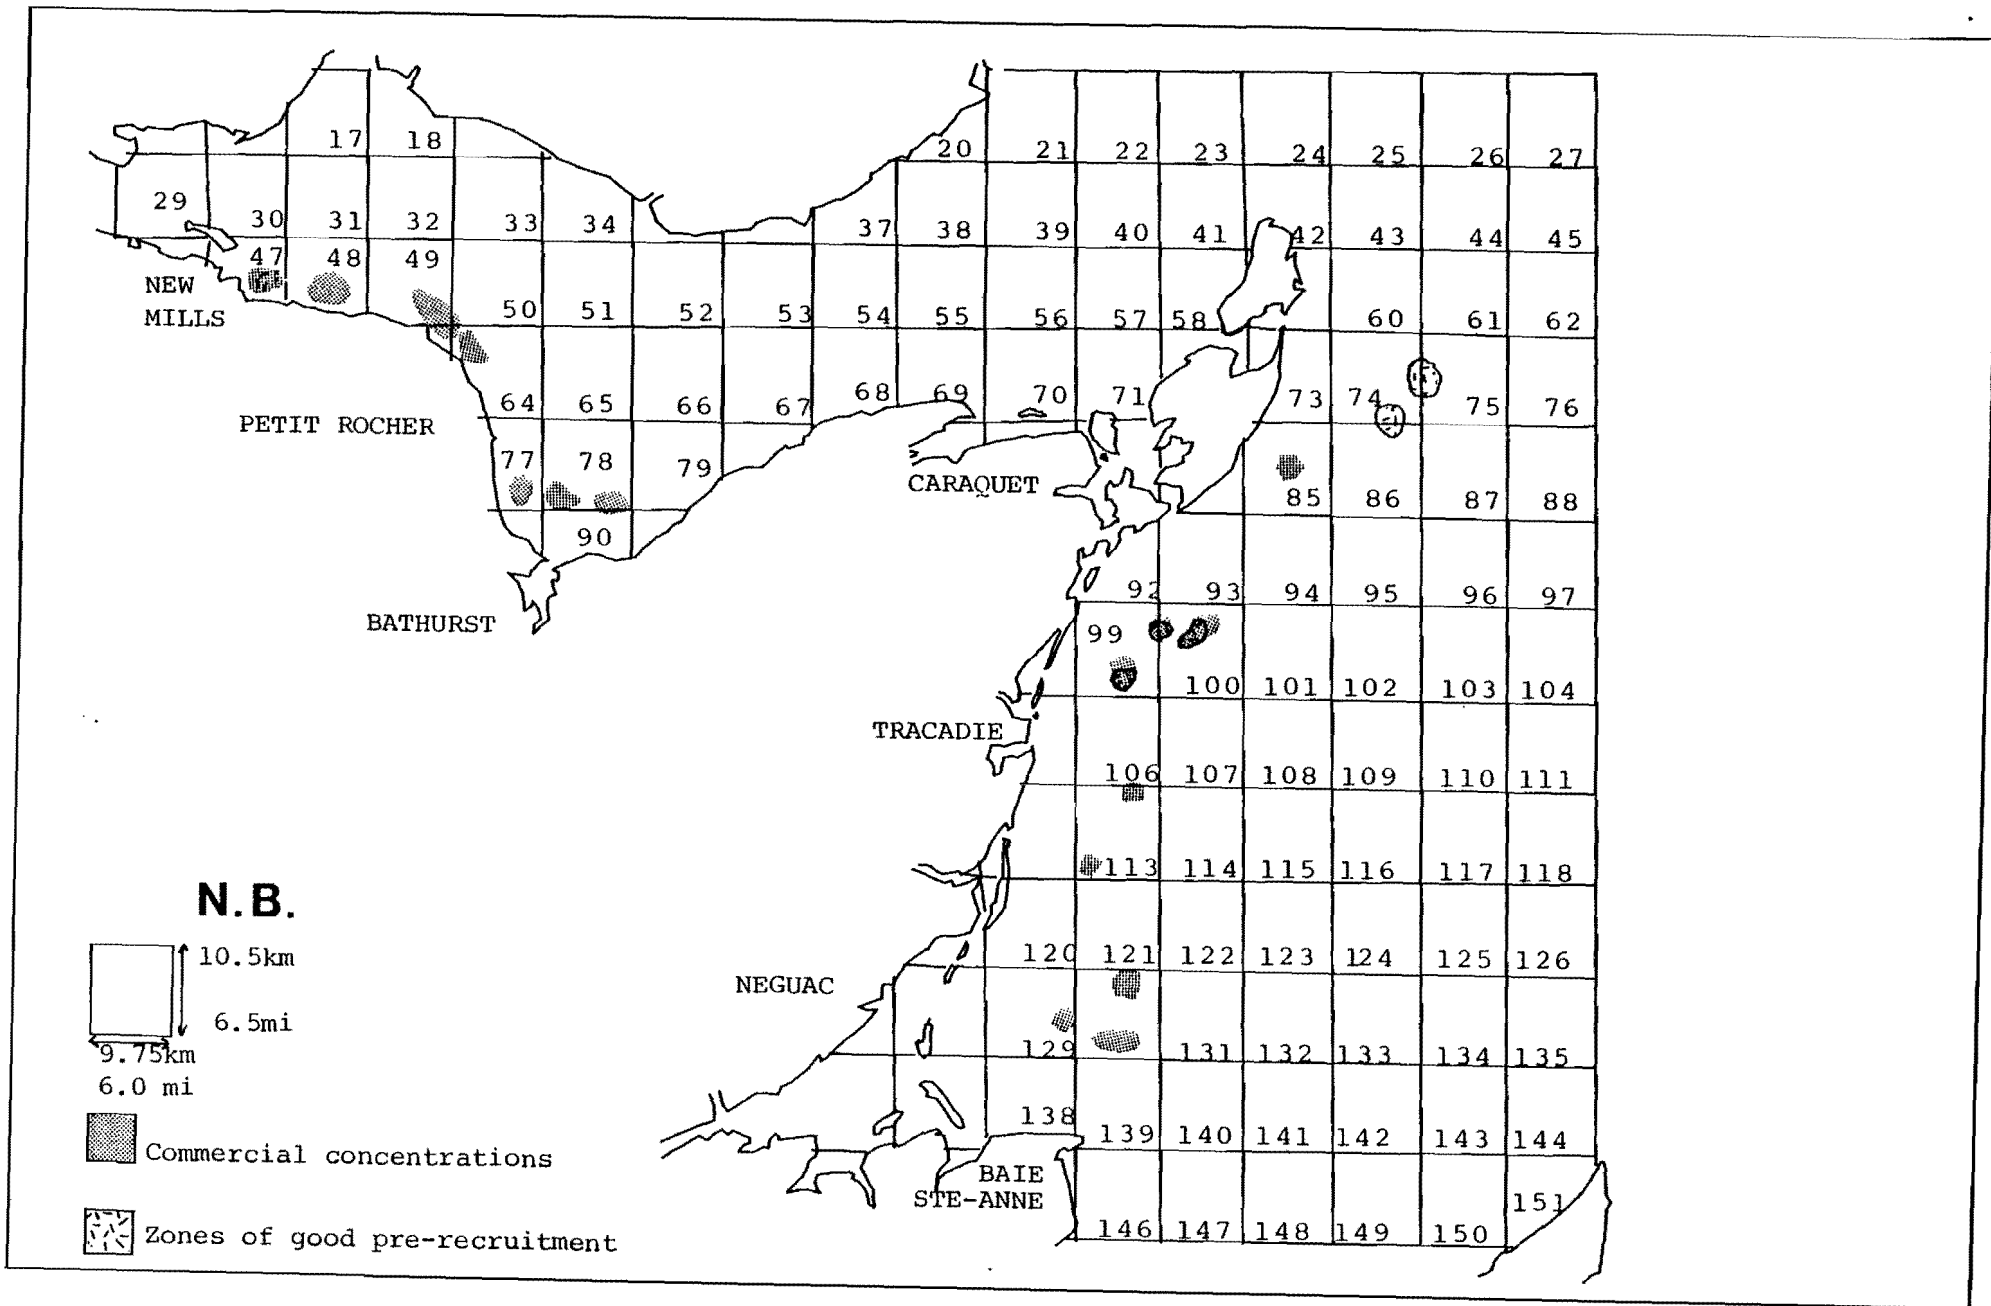 17 18 20 21 22 23 24 25 26 27
29 30 31 32 33 34 37 38 39 40 41 42 43 44 45
47 48 49 50 51 52 53 54 55 56 57 58 60 61 62
NEW
MILLS
64 65 66 67 68 69 70 71 73 74 75 76
PETIT ROCHER
77 78 79 85 86 87 88
CARAQUET
90 92 93 94 95 96 97
BATHURST
99 100 101 102 103 104
TRACADIE
106 107 108 109 110 111
113 114 115 116 117 118
N.B.
120 121 122 123 124 125 126
10.5km
NEGUAC
6.5mi
129 131 132 133 134 135
9.75km
6.0 mi
138 139 140 141 142 143 144
Commercial concentrations
BAIE
STE-ANNE
146 147 148 149 150 151
Zones of good pre-recruitment